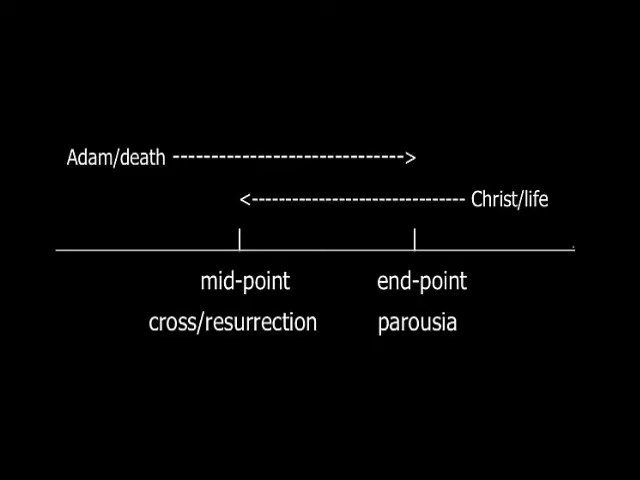 Adam/death ------------------------------>
<------------------------------- Christ/life
mid-point end-point
cross/resurrection parousia